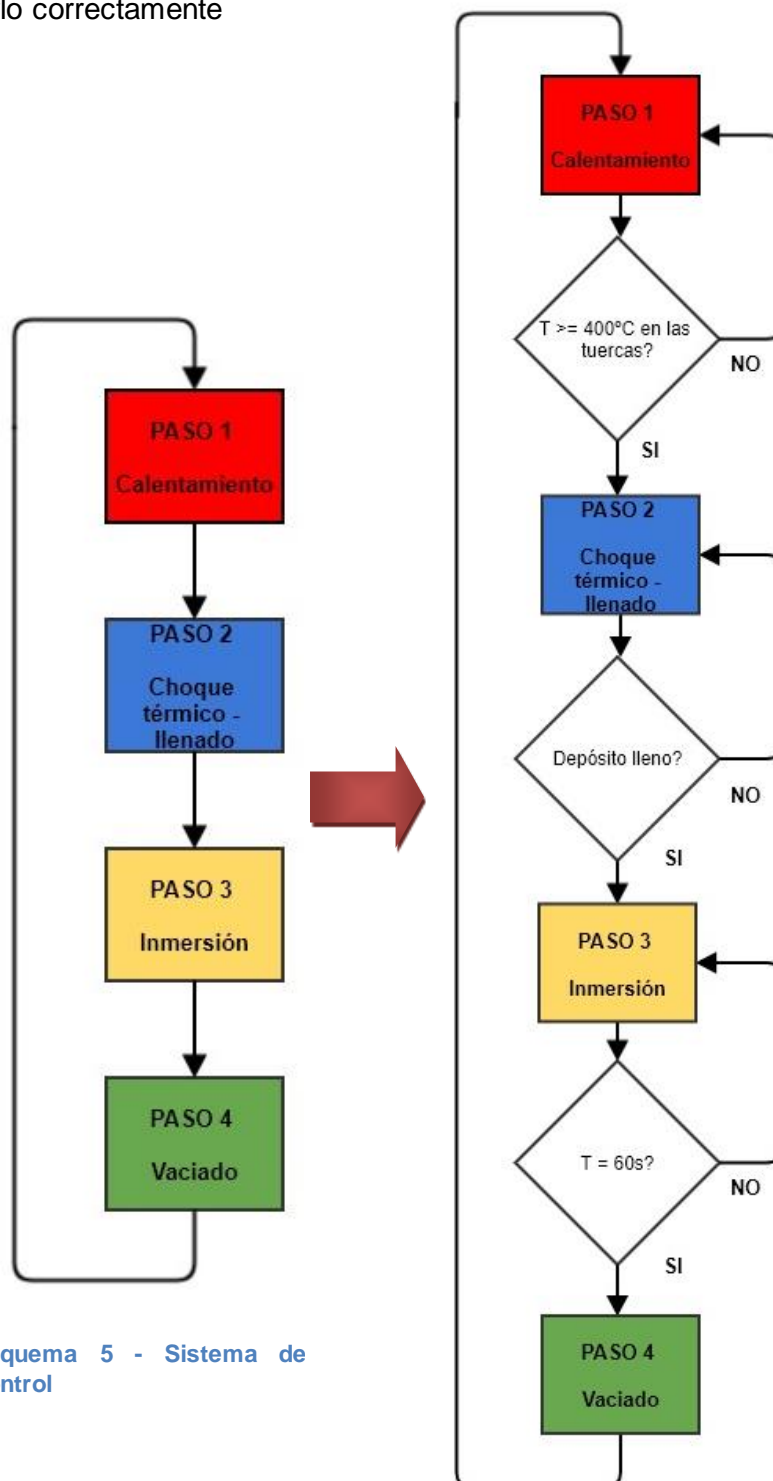 lo correctamente
PASO 1
Calentamiento
PASO 2
Choque
térmico -
llenado
PASO 3
Inmersión
PASO 4
Vaciado
quema 5 - Sistema de
ntrol
PASO 1
Calentamiento
T >= 400ºC en las
tuercas?
NO
SI
PASO 2
Choque
térmico -
llenado
Depósito lleno?
NO
SI
PASO 3
Inmersión
T = 60s?
NO
SI
PASO 4
Vaciado